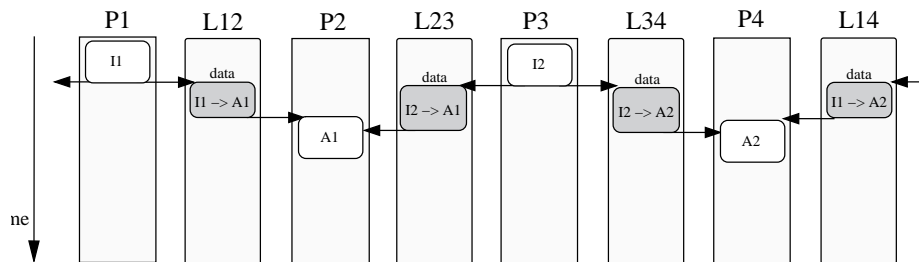 P1 L12 P2 L23 P3 L34 P4 L14
I1 I2
data data data data
I1 –> A1 I2 –> A1 I2 –> A2 I1 –> A2
A1 A2
ne